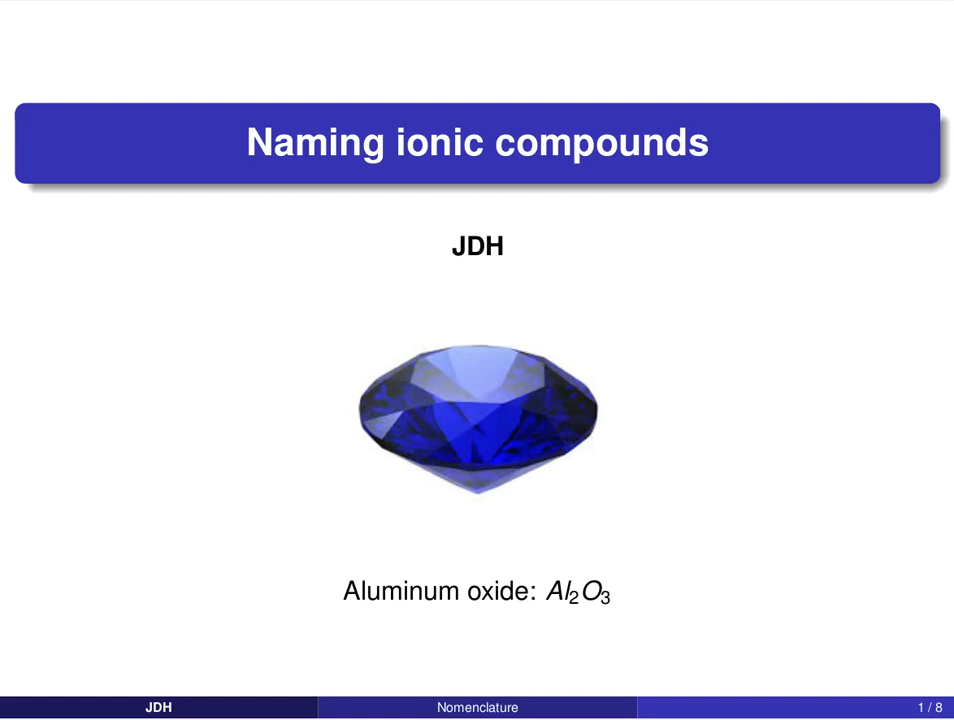 Naming ionic compounds
JDH
Aluminum oxide: Al₂O₃
JDH
Nomenclature
1 / 8